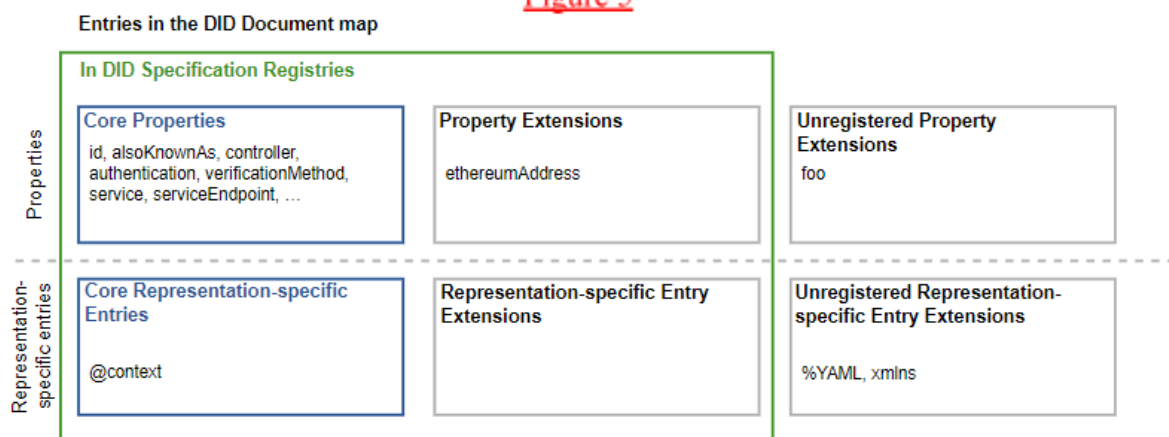 Figure 3
Entries in the DID Document map
In DID Specification Registries
Properties
Core Properties
id, alsoKnownAs, controller,
authentication, verificationMethod,
service, serviceEndpoint, ...
Property Extensions
ethereumAddress
Unregistered Property
Extensions
foo
Representation-
specific entries
Core Representation-specific
Entries
@context
Representation-specific Entry
Extensions
Unregistered Representation-
specific Entry Extensions
%YAML, xmlns